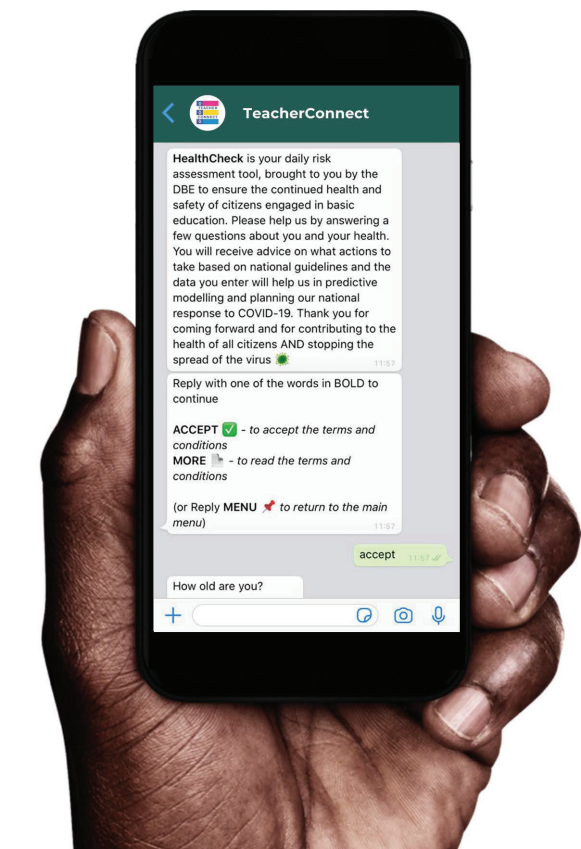 TEACHER
CONNECT
TeacherConnect
HealthCheck is your daily risk
assessment tool, brought to you by the
DBE to ensure the continued health and
safety of citizens engaged in basic
education. Please help us by answering a
few questions about you and your health.
You will receive advice on what actions to
take based on national guidelines and the
data you enter will help us in predictive
modelling and planning our national
response to COVID-19. Thank you for
coming forward and for contributing to the
health of all citizens AND stopping the
spread of the virus
11:57
Reply with one of the words in BOLD to
continue
ACCEPT ✅ - to accept the terms and
conditions
MORE - to read the terms and
conditions
(or Reply MENU 📌 to return to the main
menu)
11:57
accept 11:57
How old are you?